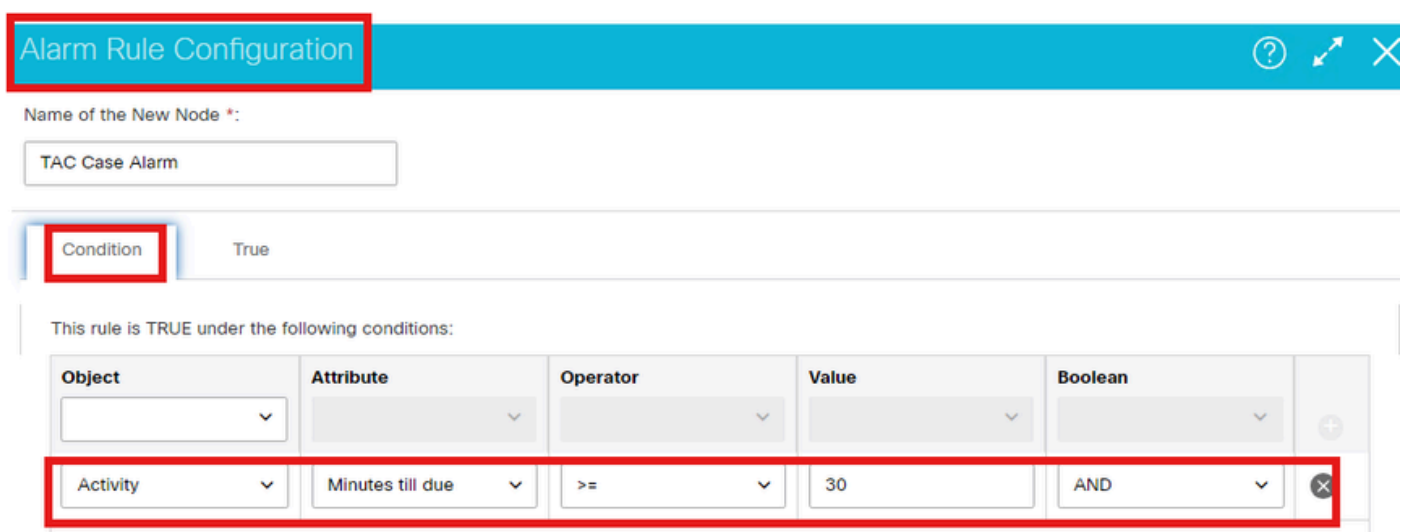 Alarm Rule Configuration
Name of the New Node *:
TAC Case Alarm
Condition True
This rule is TRUE under the following conditions:
Object Attribute Operator Value Boolean
Activity Minutes till due >= 30 AND